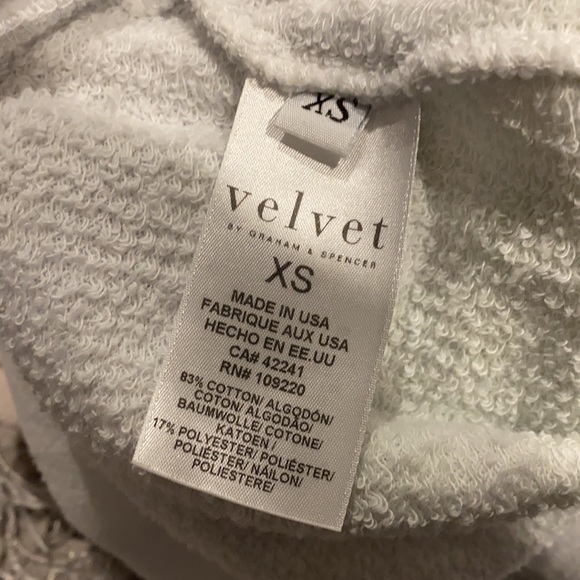 XS
velvet
BY GRAHAM & SPENCER
XS
MADE IN USA
FABRIQUE AUX USA
HECHO EN EE.UU
CA# 42241
RN# 109220
83% COTTON/ ALGODÓN/
COTON/ ALGODÃO/
BAUMWOLLE/ COTONE/
KATOEN /
17% POLYESTER/ POLIÉSTER/
POLIÉSTER/ NÁILON/
POLIESTERE/